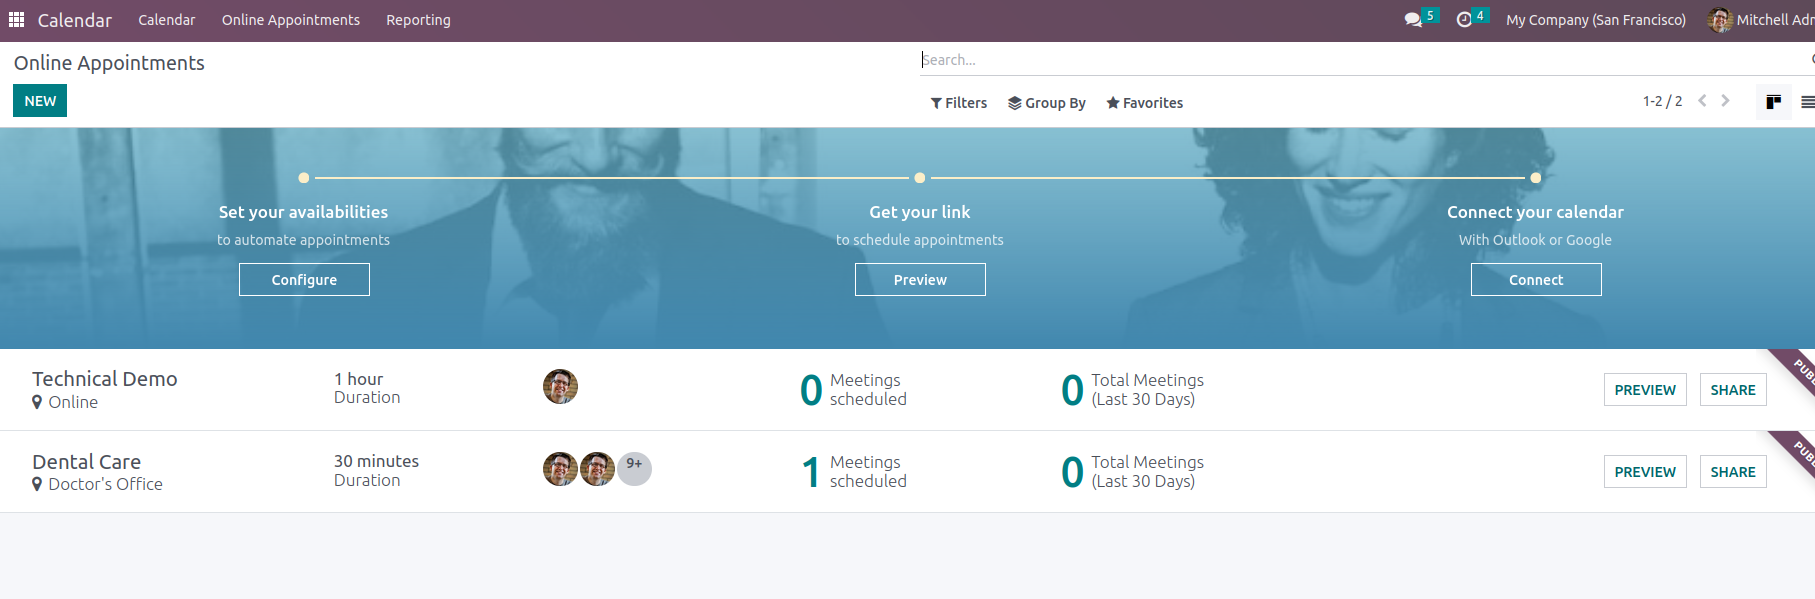 Calendar Calendar Online Appointments Reporting 5 4 My Company (San Francisco) Mitchell
Online Appointments
Search...
NEW
Filters Group By Favorites 1-2 / 2
Set your availabilities
to automate appointments
Configure
Get your link
to schedule appointments
Preview
Connect your calendar
With Outlook or Google
Connect
Technical Demo
Online
1 hour
Duration
0 Meetings
scheduled
0 Total Meetings
(Last 30 Days)
PREVIEW SHARE
Dental Care
Doctor's Office
30 minutes
Duration
9+
1 Meetings
scheduled
0 Total Meetings
(Last 30 Days)
PREVIEW SHARE